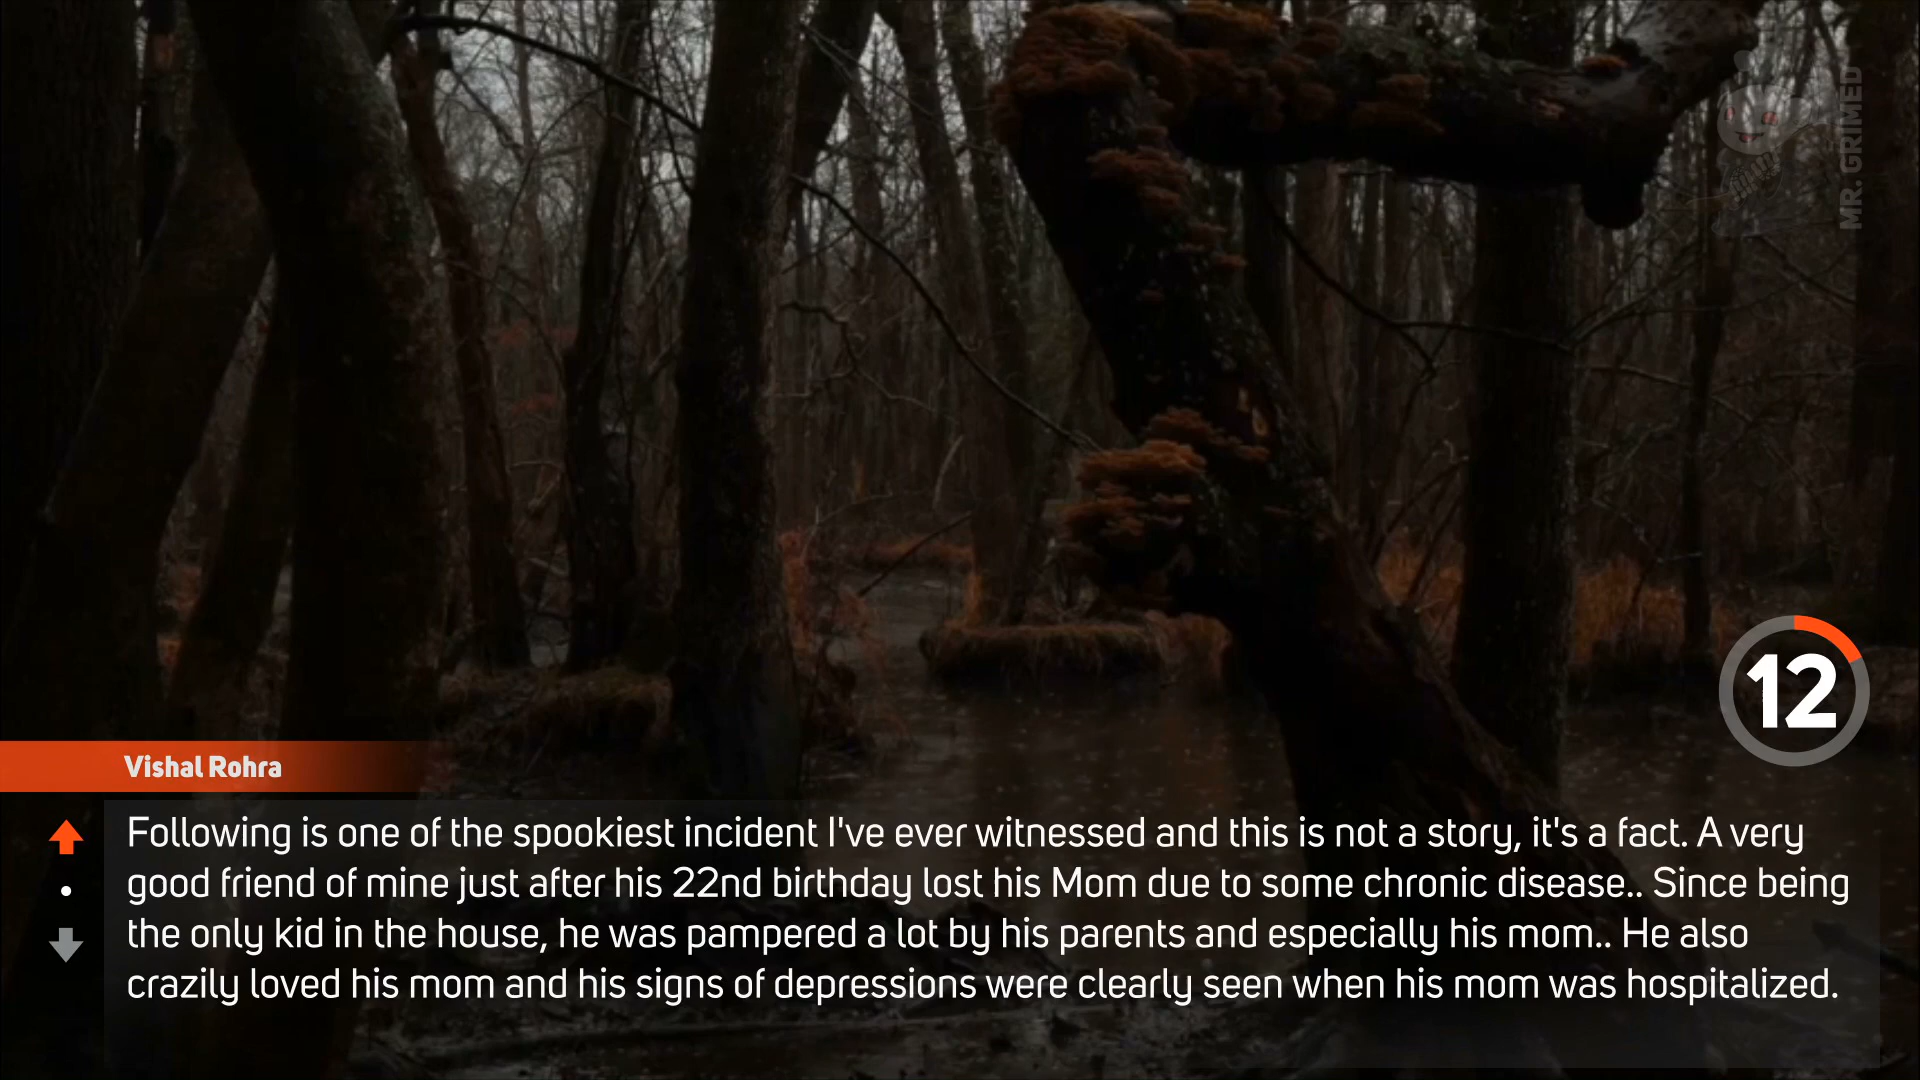 MR. GRIMED
12
Vishal Rohra
Following is one of the spookiest incident I've ever witnessed and this is not a story, it's a fact. A very
good friend of mine just after his 22nd birthday lost his Mom due to some chronic disease.. Since being
the only kid in the house, he was pampered a lot by his parents and especially his mom.. He also
crazily loved his mom and his signs of depressions were clearly seen when his mom was hospitalized.